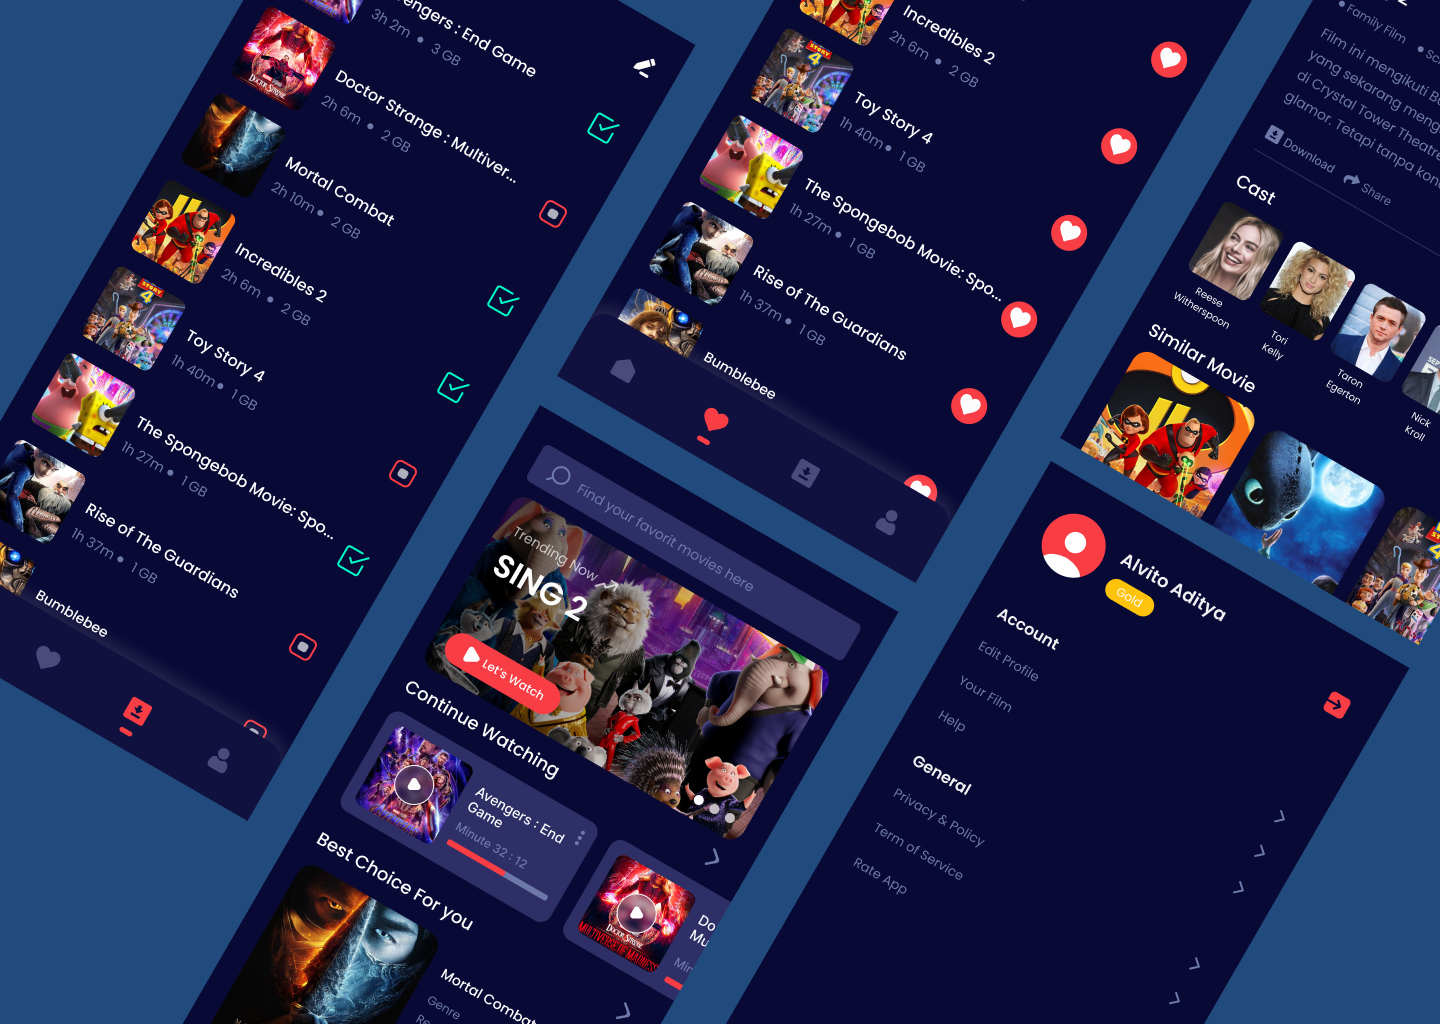 engers : End Game
3h 2m • 3 GB
Doctor Strange : Multiver...
2h 6m • 2 GB
Mortal Combat
2h 10m • 2 GB
Incredibles 2
2h 6m • 2 GB
Toy Story 4
1h 40m • 1 GB
The Spongebob Movie: Spo...
1h 27m • 1 GB
Rise of The Guardians
1h 37m • 1 GB
Bumblebee
Incredibles 2
2h 6m • 2 GB
Toy Story 4
1h 40m • 1 GB
The Spongebob Movie: Spo...
1h 27m • 1 GB
Rise of The Guardians
1h 37m • 1 GB
Bumblebee
Find your favorit movies here
Trending Now
SING 2
Let's Watch
Continue Watching
Avengers : End
Game
Minute 32 : 12
DOCTOR STRANGE
MULTIVERSE OF MADNESS
Do
Mu
Min
Best Choice For you
Mortal Combat
Genre
Re
• Family Film • Sc
Film ini mengikuti Bu
yang sekarang meng
di Crystal Tower Theatre
glamor. Tetapi tanpa kon
Download
Share
Cast
Reese
Witherspoon
Tori
Kelly
Taron
Egerton
Nick
Kroll
Similar Movie
Alvito Aditya
Gold
Account
Edit Profile
Your Film
Help
General
Privacy & Policy
Term of Service
Rate App